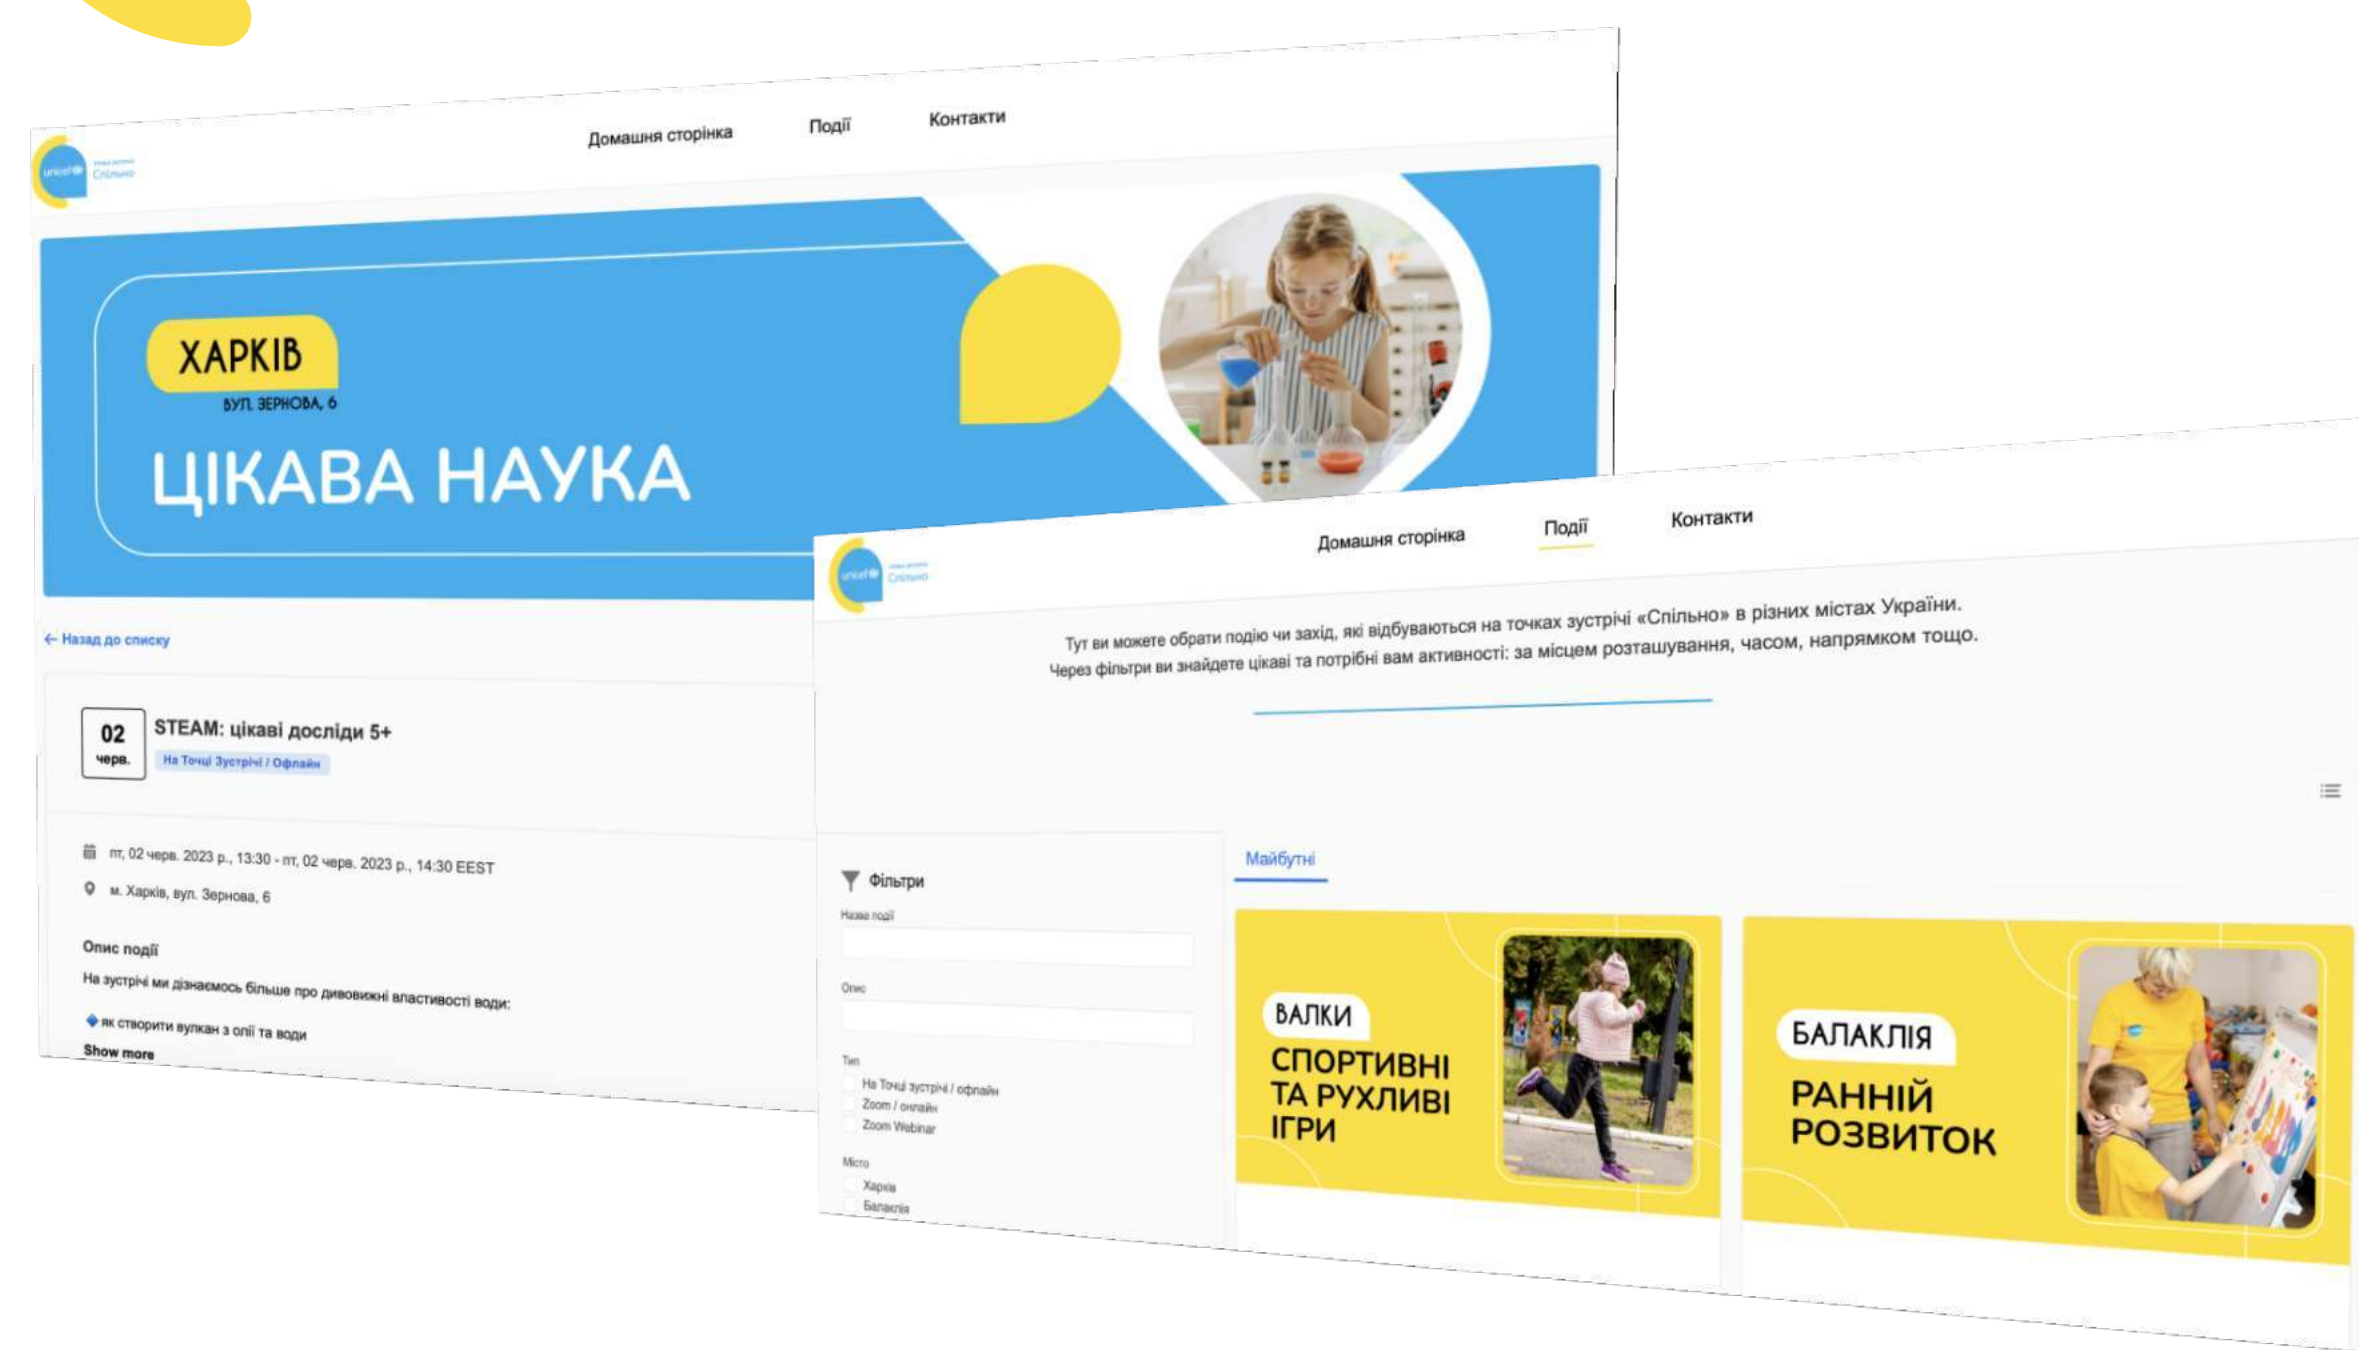 unicef
Спільно
Домашня сторінка
Події
Контакти
ХАРКІВ
ВУЛ. ЗЕРНОВА, 6
ЦІКАВА НАУКА
← Назад до списку
02
черв.
STEAM: цікаві досліди 5+
На Точці Зустрічі / Офлайн
пт, 02 черв. 2023 р., 13:30 - пт, 02 черв. 2023 р., 14:30 EEST
м. Харків, вул. Зернова, 6
Опис події
На зустрічі ми дізнаємось більше про дивовижні властивості води:
🔷як створити вулкан з олії та води
Show more
unicef
Спільно
Домашня сторінка
Події
Контакти
Тут ви можете обрати подію чи захід, які відбуваються на точках зустрічі «Спільно» в різних містах України.
Через фільтри ви знайдете цікаві та потрібні вам активності: за місцем розташування, часом, напрямком тощо.
Фільтри
Назва події
Опис
Тип
На Точці зустрічі / офлайн
Zoom / онлайн
Zoom Webinar
Місто
Харків
Балаклія
Майбутні
ВАЛКИ
СПОРТИВНІ
ТА РУХЛИВІ
ІГРИ
БАЛАКЛІЯ
РАННІЙ
РОЗВИТОК